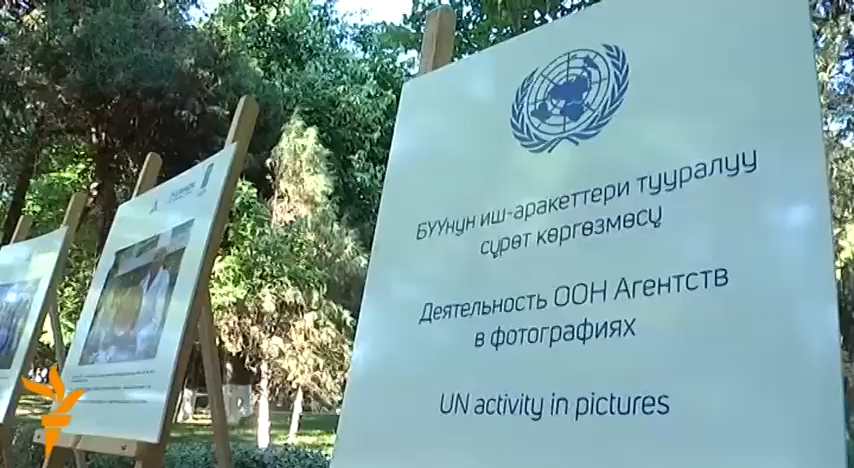 БУУнун иш-аракеттери тууралуу
сүрөт көргөзмөсү
Деятельность ООН Агентств
в фотографиях
UN activity in pictures